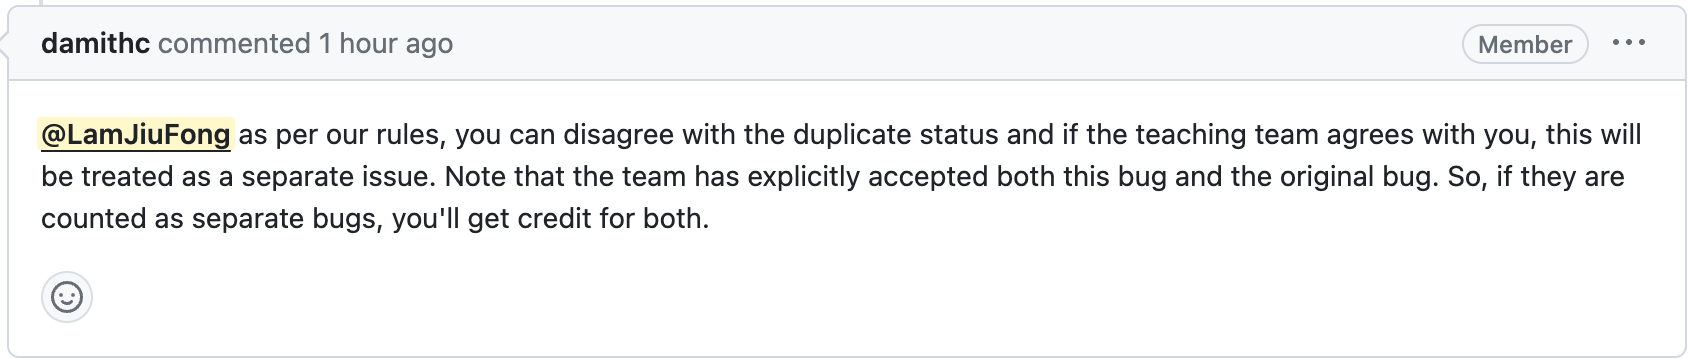 damithc commented 1 hour ago
Member
@LamJiuFong as per our rules, you can disagree with the duplicate status and if the teaching team agrees with you, this will
be treated as a separate issue. Note that the team has explicitly accepted both this bug and the original bug. So, if they are
counted as separate bugs, you'll get credit for both.